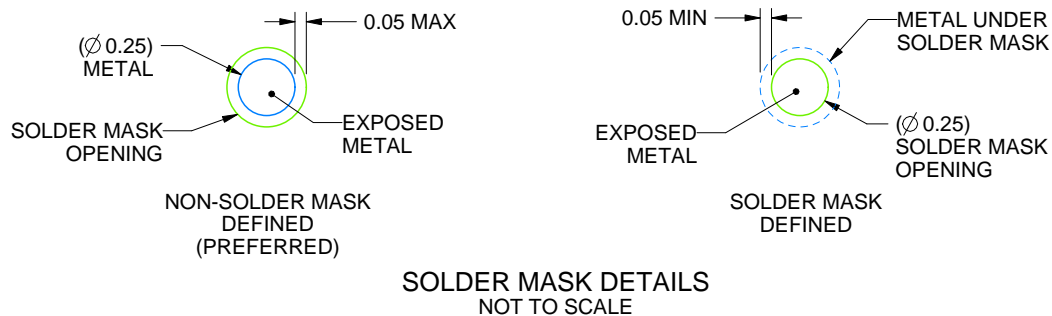 0.05 MAX
(Ø 0.25)
METAL
SOLDER MASK
OPENING
EXPOSED
METAL
NON-SOLDER MASK
DEFINED
(PREFERRED)
0.05 MIN
METAL UNDER
SOLDER MASK
EXPOSED
METAL
(Ø 0.25)
SOLDER MASK
OPENING
SOLDER MASK
DEFINED
SOLDER MASK DETAILS
NOT TO SCALE